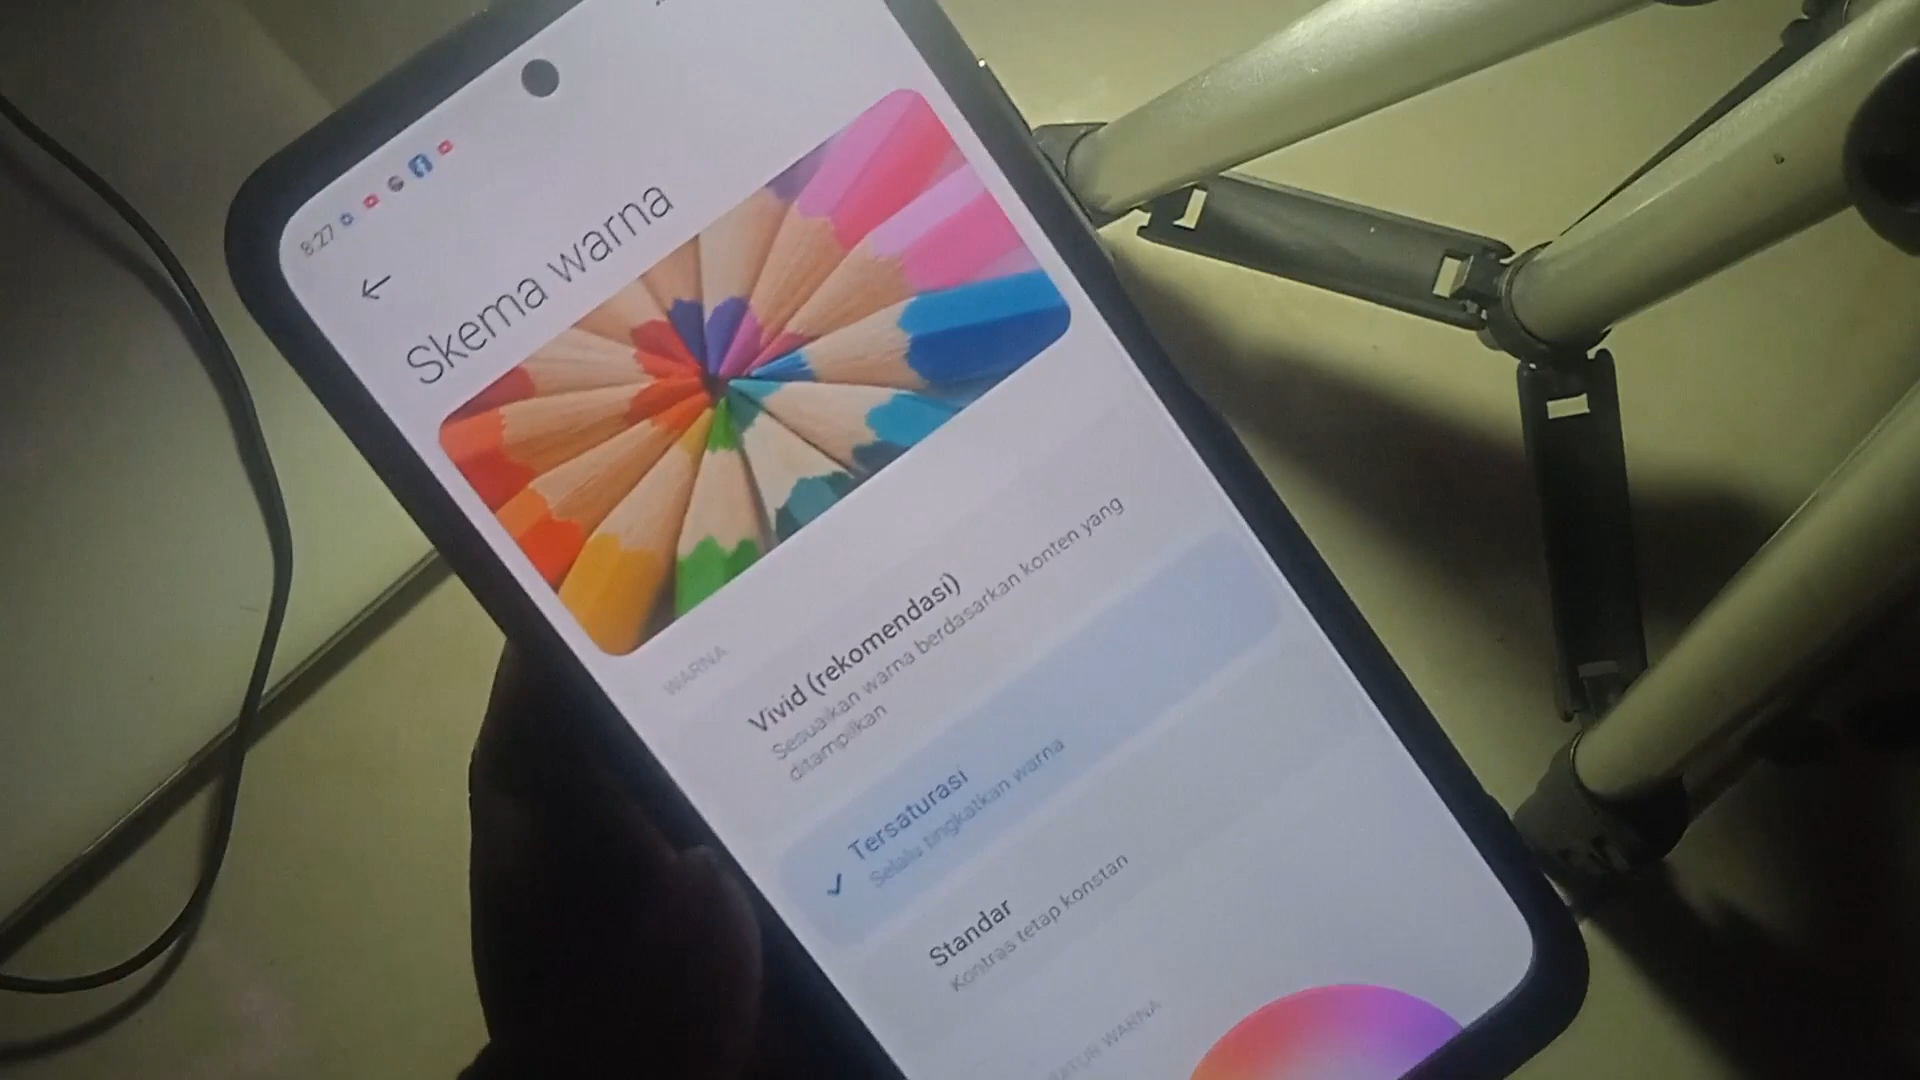 8:27
Skema warna
WARNA
Vivid (rekomendasi)
Sesuaikan warna berdasarkan konten yang
ditampilkan
Tersaturasi
Selalu tingkatkan warna
Standar
Kontras tetap konstan
WARNA